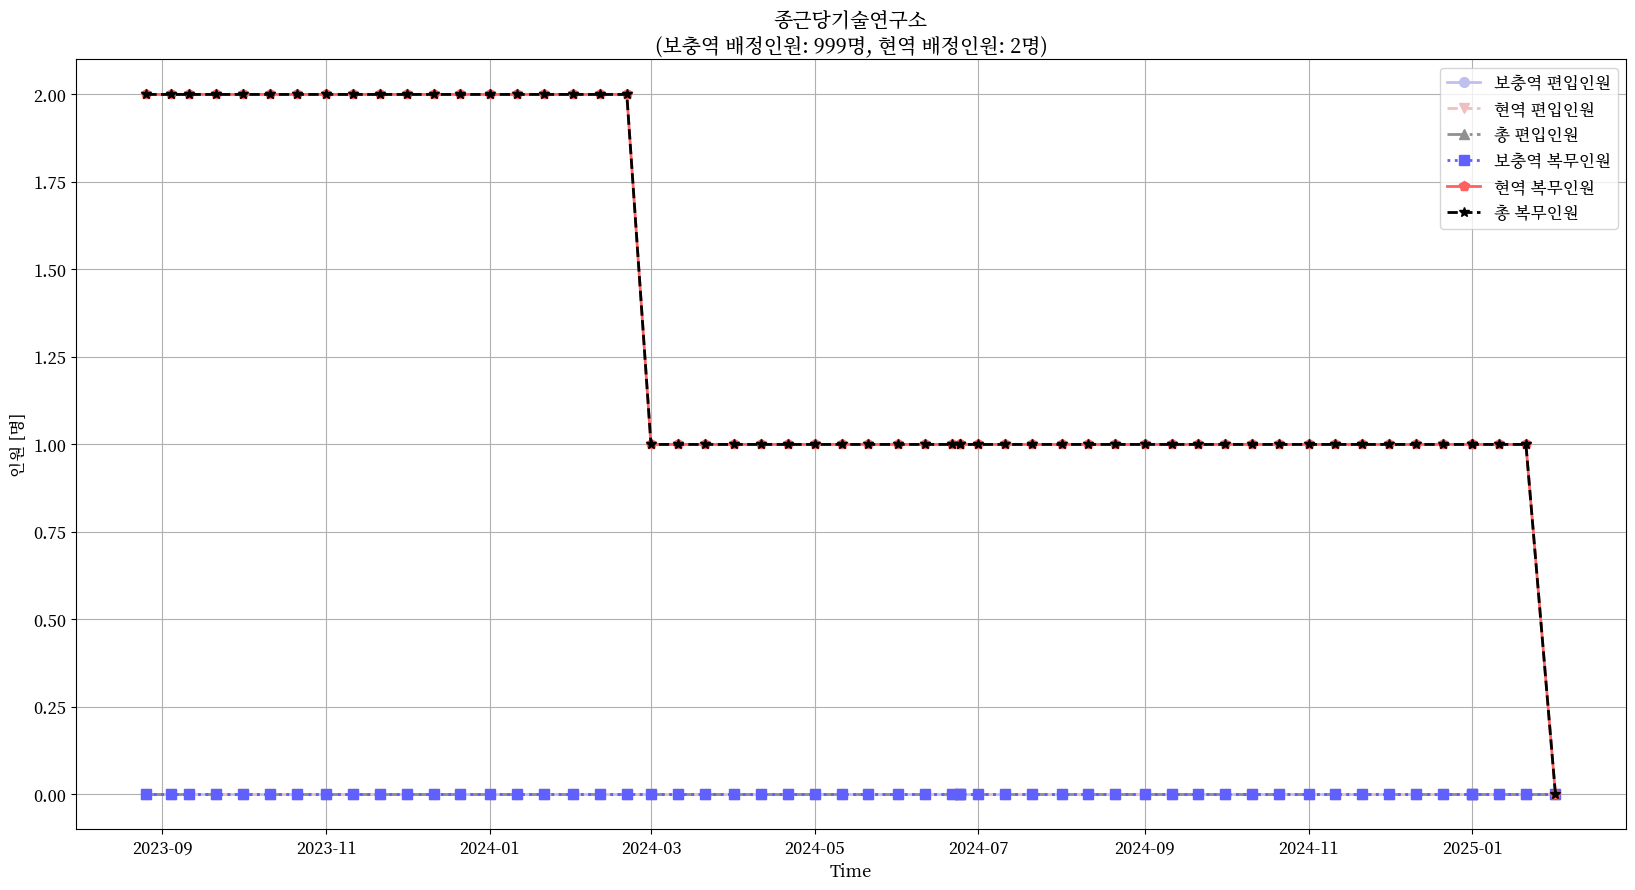 종근당기술연구소
(보충역 배정인원: 999명, 현역 배정인원: 2명)
보충역 편입인원
현역 편입인원
총 편입인원
보충역 복무인원
현역 복무인원
총 복무인원
인원 [명]
2.00
1.75
1.50
1.25
1.00
0.75
0.50
0.25
0.00
2023-09
2023-11
2024-01
2024-03
2024-05
2024-07
2024-09
2024-11
2025-01
Time